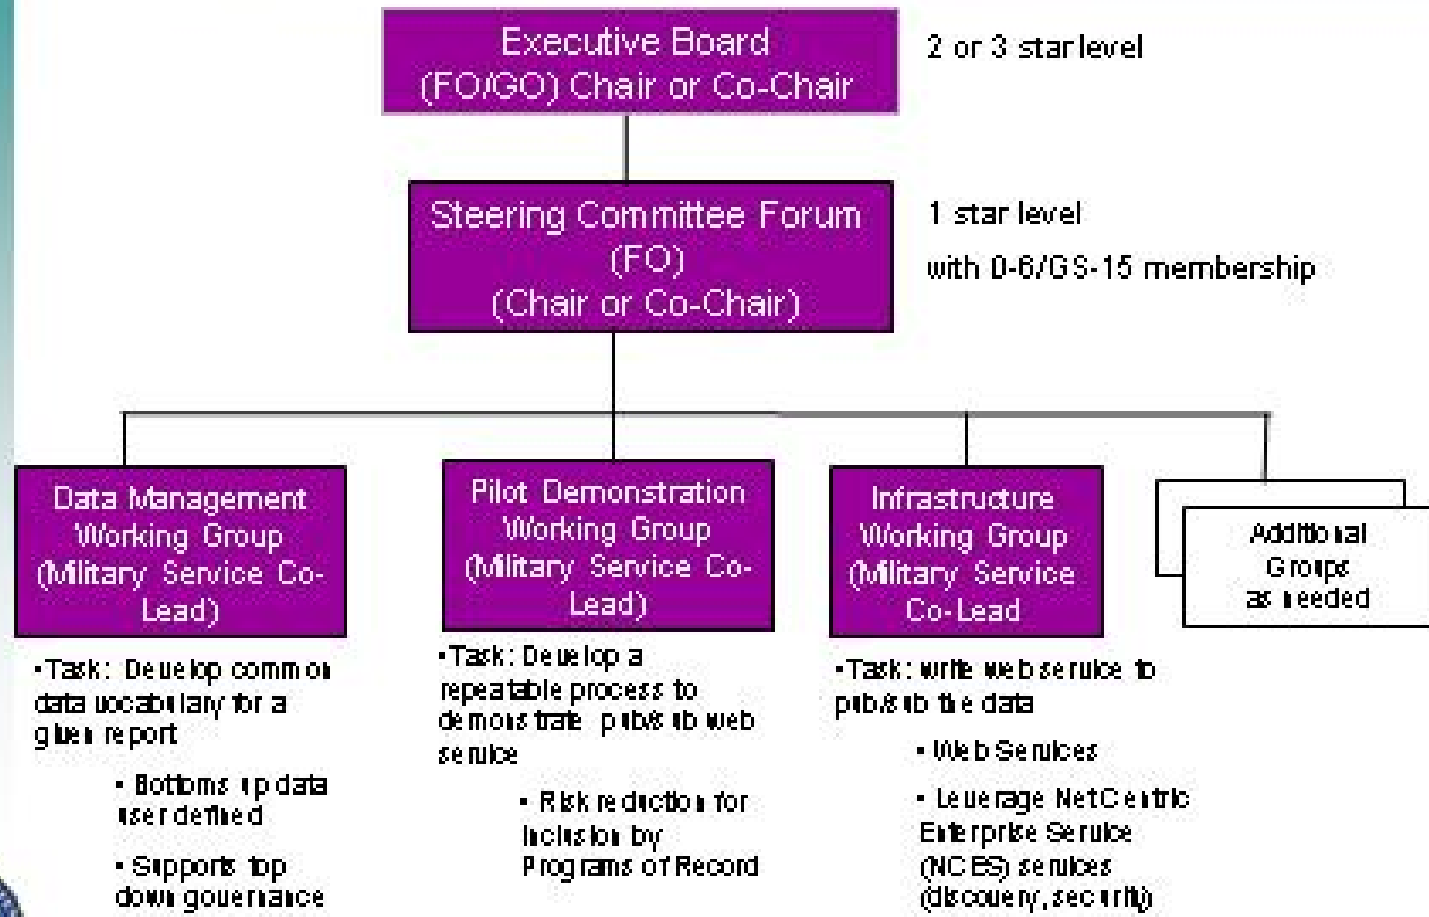 Executive Board
(FO/GO) Chair or Co-Chair
2 or 3 star level
Steering Committee Forum
(FO)
(Chair or Co-Chair)
1 star level
with O-6/GS-15 membership
Data Management
Working Group
(Military Service Co-
Lead)
Pilot Demonstration
Working Group
(Military Service Co-
Lead)
Infrastructure
Working Group
(Military Service
Co-Lead
Additional
Groups
as needed
•Task: Develop common
data vocabulary for a
given report
• Bottoms up data
user defined
• Supports top
down governance
•Task: Develop a
repeatable process to
demonstrate pub/sub web
service
• Risk reduction for
inclusion by
Programs of Record
•Task: write web service to
pub/sub the data
• Web Services
• Leverage NetCentric
Enterprise Service
(NCES) services
(discovery, security)